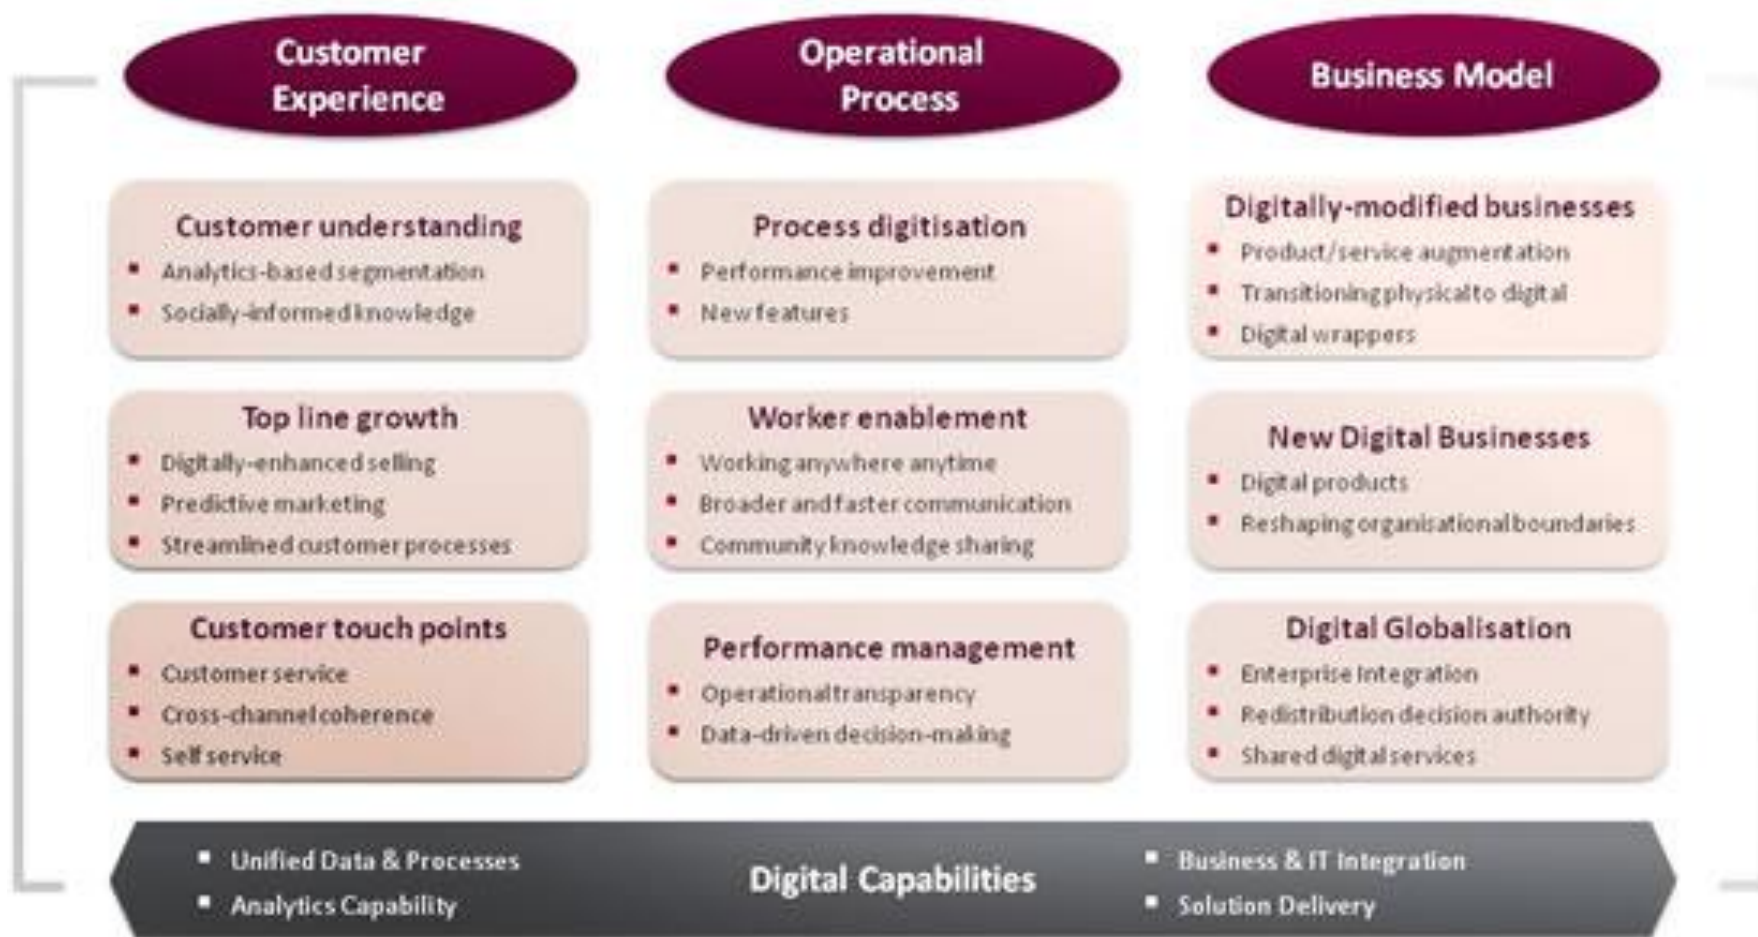 Customer
Experience
Customer understanding
Analytics-based segmentation
Socially-informed knowledge
Top line growth
Digitally-enhanced selling
Predictive marketing
Streamlined customer processes
Customer touch points
Customer service
Cross-channel coherence
Self service
Operational
Process
Process digitisation
Performance improvement
New features
Worker enablement
Working anywhere anytime
Broader and faster communication
Community knowledge sharing
Performance management
Operational transparency
Data-driven decision-making
Business Model
Digitally-modified businesses
Product/service augmentation
Transitioning physical to digital
Digital wrappers
New Digital Businesses
Digital products
Reshaping organisational boundaries
Digital Globalisation
Enterprise Integration
Redistribution decision authority
Shared digital services
Unified Data & Processes
Analytics Capability
Digital Capabilities
Business & IT Integration
Solution Delivery